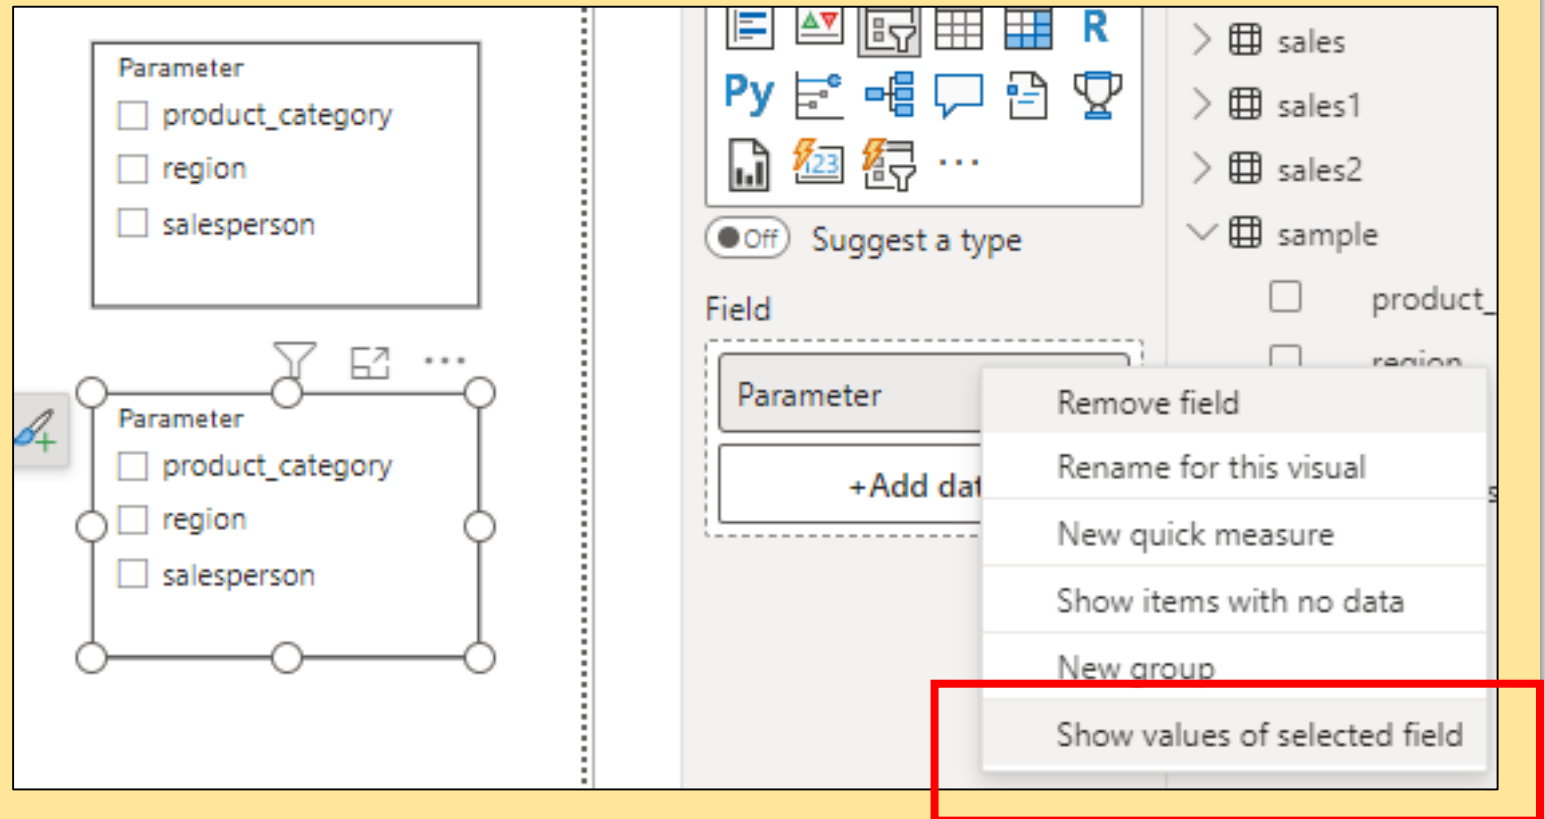 Parameter
product_category
region
salesperson
Parameter
product_category
region
salesperson
R
Py
123
Off
Suggest a type
Field
Parameter
+Add dat
Remove field
Rename for this visual
New quick measure
Show items with no data
New group
Show values of selected field
sales
sales1
sales2
sample
product_
region